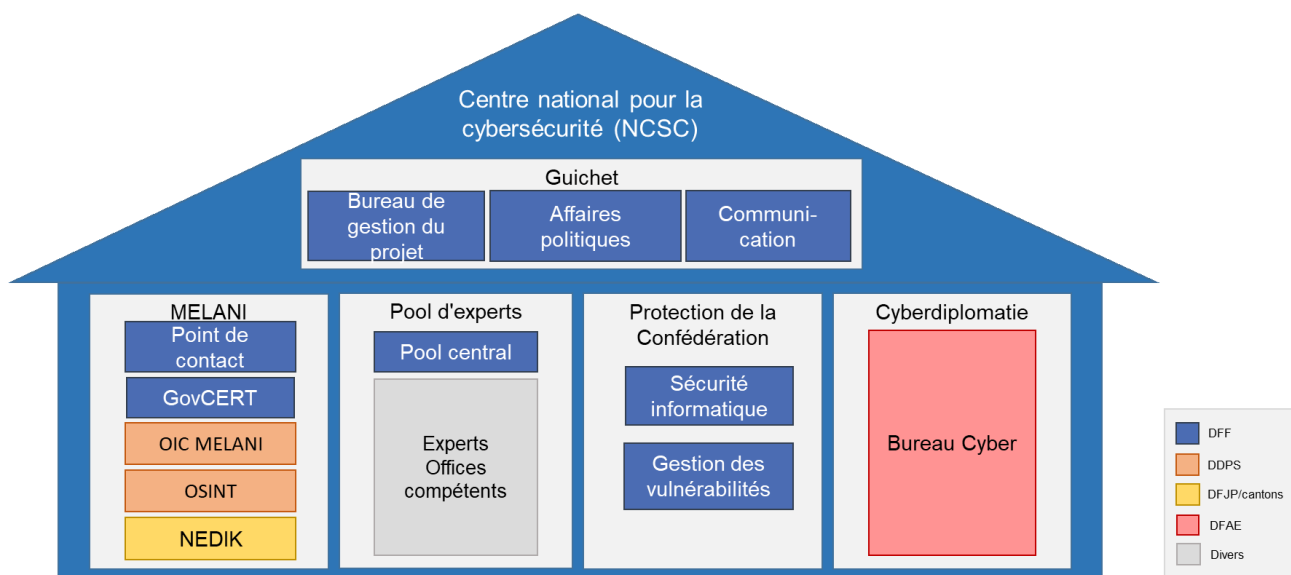 Centre national pour la
cybersécurité (NCSC)
Guichet
Bureau de
gestion du
projet
Affaires
politiques
Communi-
cation
MELANI
Point de
contact
GovCERT
OIC MELANI
OSINT
NEDIK
Pool d'experts
Pool central
Experts
Offices
compétents
Protection de la
Confédération
Sécurité
informatique
Gestion des
vulnérabilités
Cyberdiplomatie
Bureau Cyber
DFF
DDPS
DFJP/cantons
DFAE
Divers